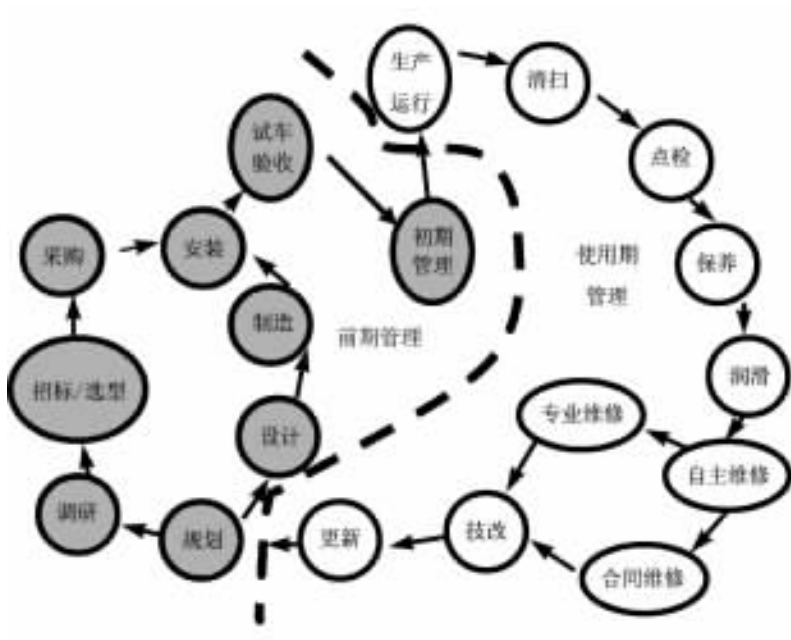 生产
运行
清扫
试车
验收
点检
采购
安装
初期
管理
使用期
管理
保养
制造
前期管理
招标/选型
润滑
专业维修
设计
自主维修
调研
规划
更新
技改
合同维修